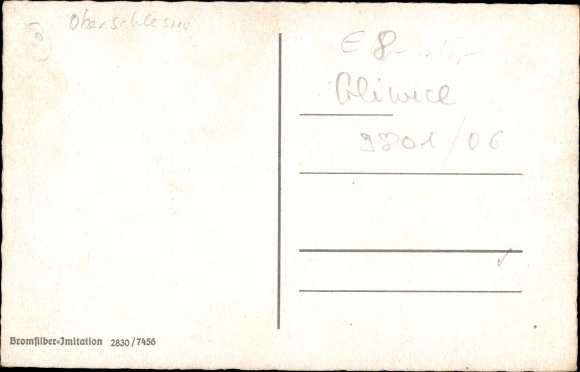 Oberschlesien
E 8
Gliwice
9801/06
Bromsilber-Imitation 2830/7456